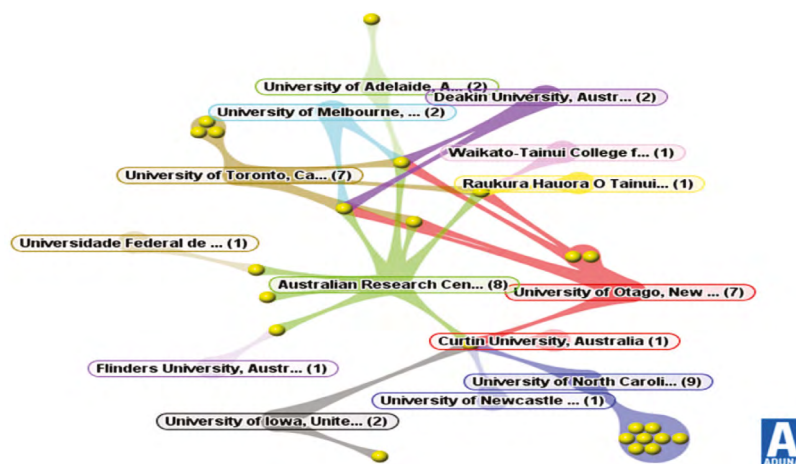 University of Adelaide, A... (2)
Deakin University, Austr... (2)
University of Melbourne, ... (2)
Waikato-Tainui College f... (1)
University of Toronto, Ca... (7)
Raukura Hauora O Tainui... (1)
Universidade Federal de ... (1)
Australian Research Cen... (8)
University of Otago, New ... (7)
Curtin University, Australia (1)
Flinders University, Austr... (1)
University of North Caroli... (9)
University of Newcastle ... (1)
University of Iowa, Unite... (2)
A